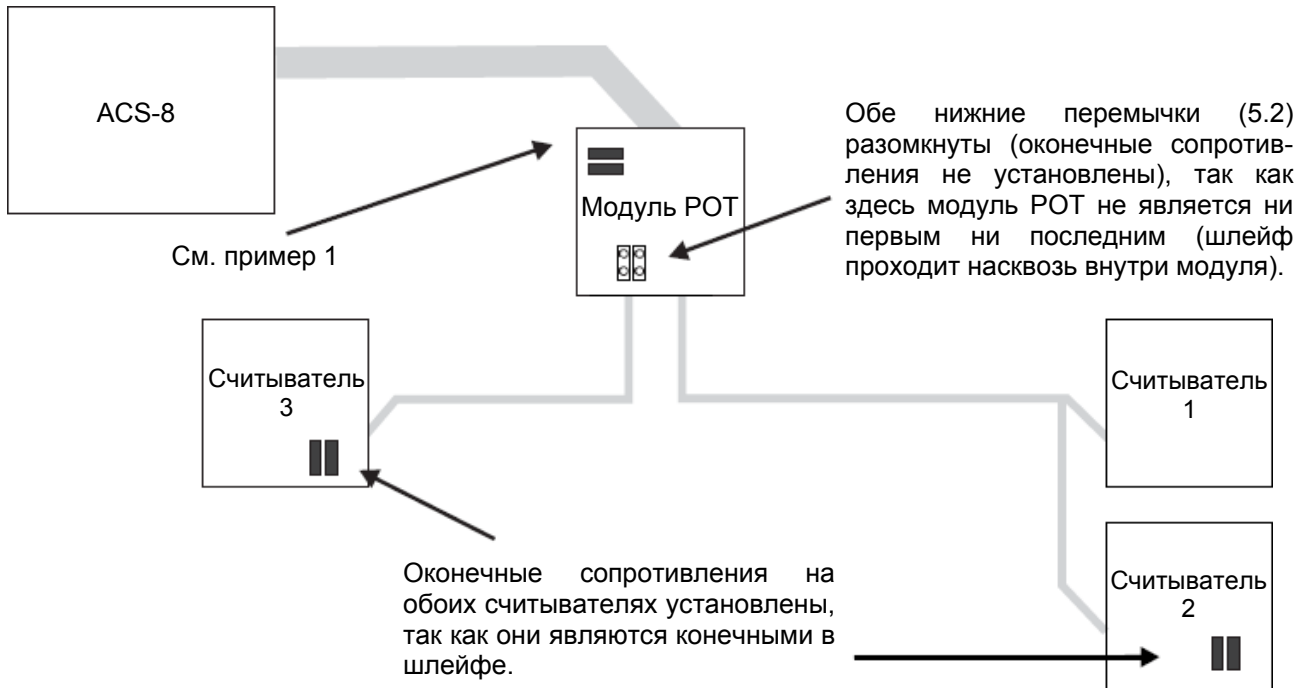 ACS-8
Обе нижние перемычки (5.2)
разомкнуты (оконечные сопротив-
ления не установлены), так как
здесь модуль POT не является ни
первым ни последним (шлейф
проходит насквозь внутри модуля).
Модуль POT
См. пример 1
Считыватель
3
Считыватель
1
Оконечные сопротивления на
обоих считывателях установлены,
так как они являются конечными в
шлейфе.
Считыватель
2